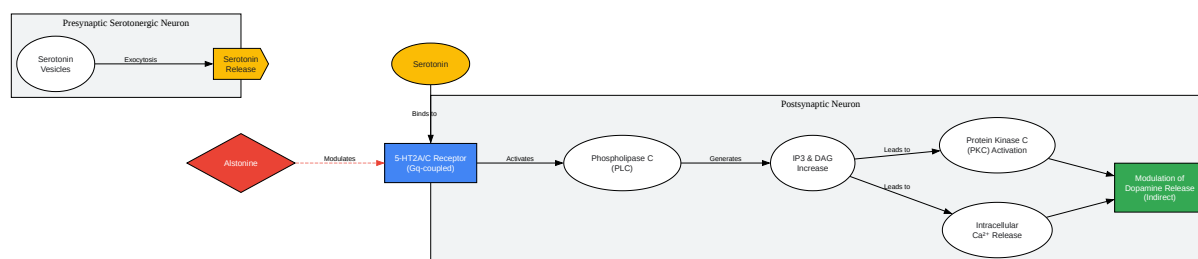 Presynaptic Serotonergic Neuron
Serotonin
Vesicles
Exocytosis
Serotonin
Release
Serotonin
Binds to
Postsynaptic Neuron
Alstonine
Modulates
5-HT2A/C Receptor
(Gq-coupled)
Activates
Phospholipase C
(PLC)
Generates
IP3 & DAG
Increase
Leads to
Protein Kinase C
(PKC) Activation
Leads to
Intracellular
Ca²⁺ Release
Modulation of
Dopamine Release
(Indirect)